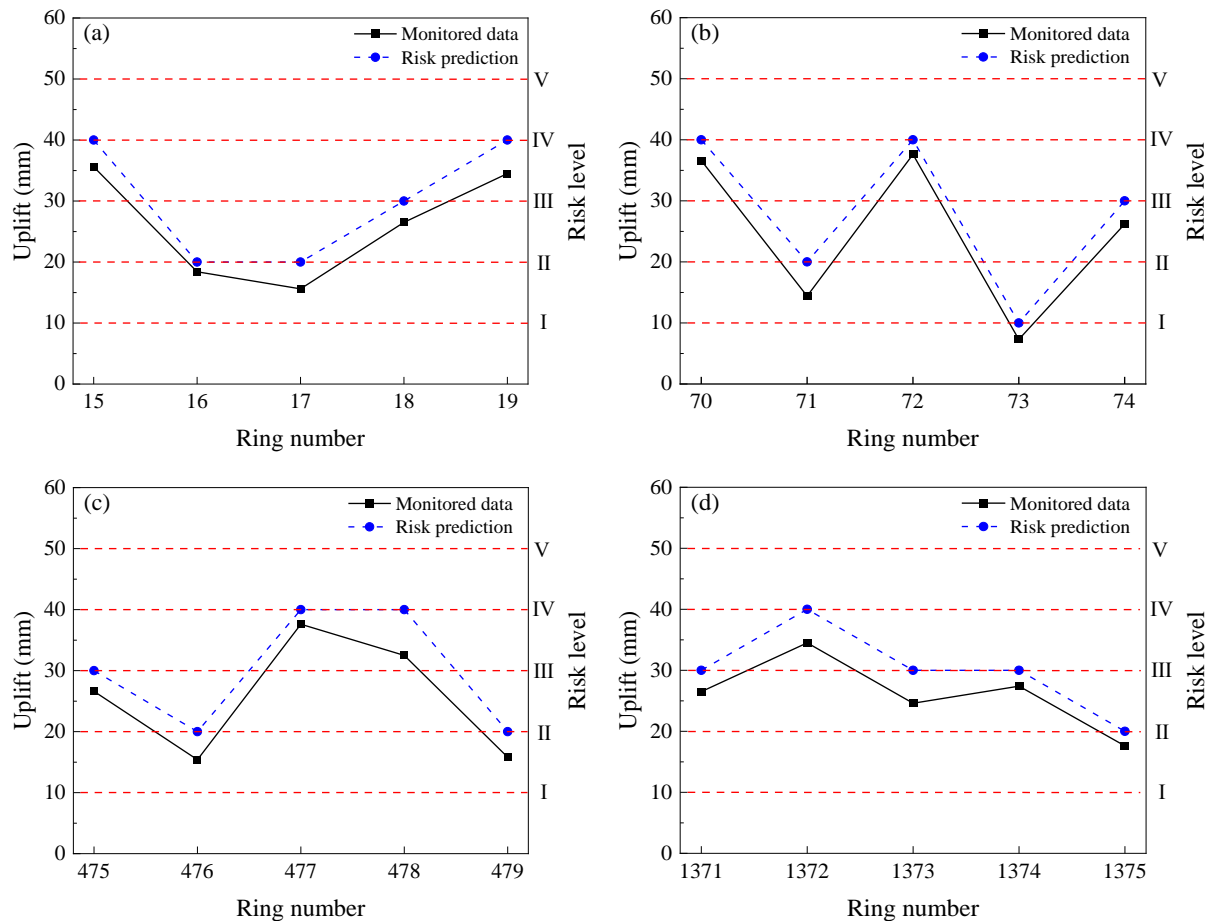 (a)
Monitored data
Risk prediction
60
50
40
30
20
10
0
Uplift (mm)
V
IV
III
II
I
Risk level
15 16 17 18 19
Ring number
(b)
Monitored data
Risk prediction
60
50
40
30
20
10
0
Uplift (mm)
V
IV
III
II
I
Risk level
70 71 72 73 74
Ring number
(c)
Monitored data
Risk prediction
60
50
40
30
20
10
0
Uplift (mm)
V
IV
III
II
I
Risk level
475 476 477 478 479
Ring number
(d)
Monitored data
Risk prediction
60
50
40
30
20
10
0
Uplift (mm)
V
IV
III
II
I
Risk level
1371 1372 1373 1374 1375
Ring number